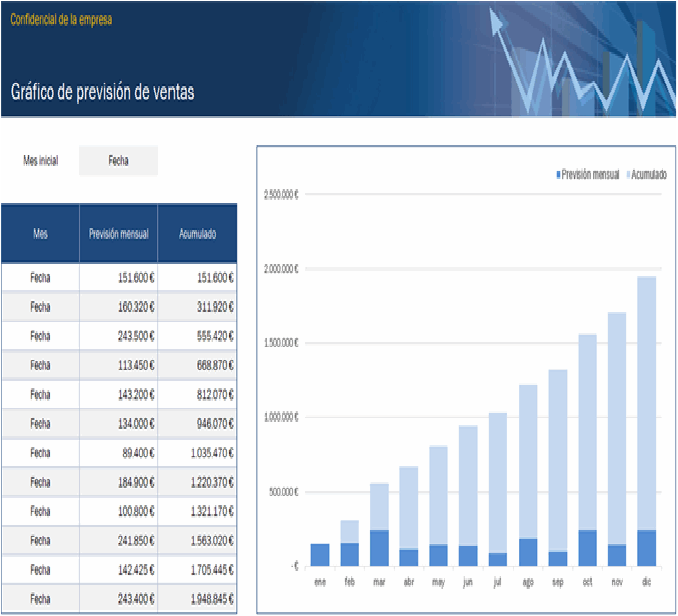 Confidencial de la empresa
Gráfico de previsión de ventas
Mes inicial Fecha
Mes Previsión mensual Acumulado
Fecha 151.600 € 151.600 €
Fecha 160.320 € 311.920 €
Fecha 243.500 € 555.420 €
Fecha 113.450 € 668.870 €
Fecha 143.200 € 812.070 €
Fecha 134.000 € 946.070 €
Fecha 89.400 € 1.035.470 €
Fecha 184.900 € 1.220.370 €
Fecha 100.800 € 1.321.170 €
Fecha 241.850 € 1.563.020 €
Fecha 142.425 € 1.705.445 €
Fecha 243.400 € 1.948.845 €
Previsión mensual Acumulado
2.500.000 €
2.000.000 €
1.500.000 €
1.000.000 €
500.000 €
- €
ene feb mar abr may jun jul ago sep oct nov dic